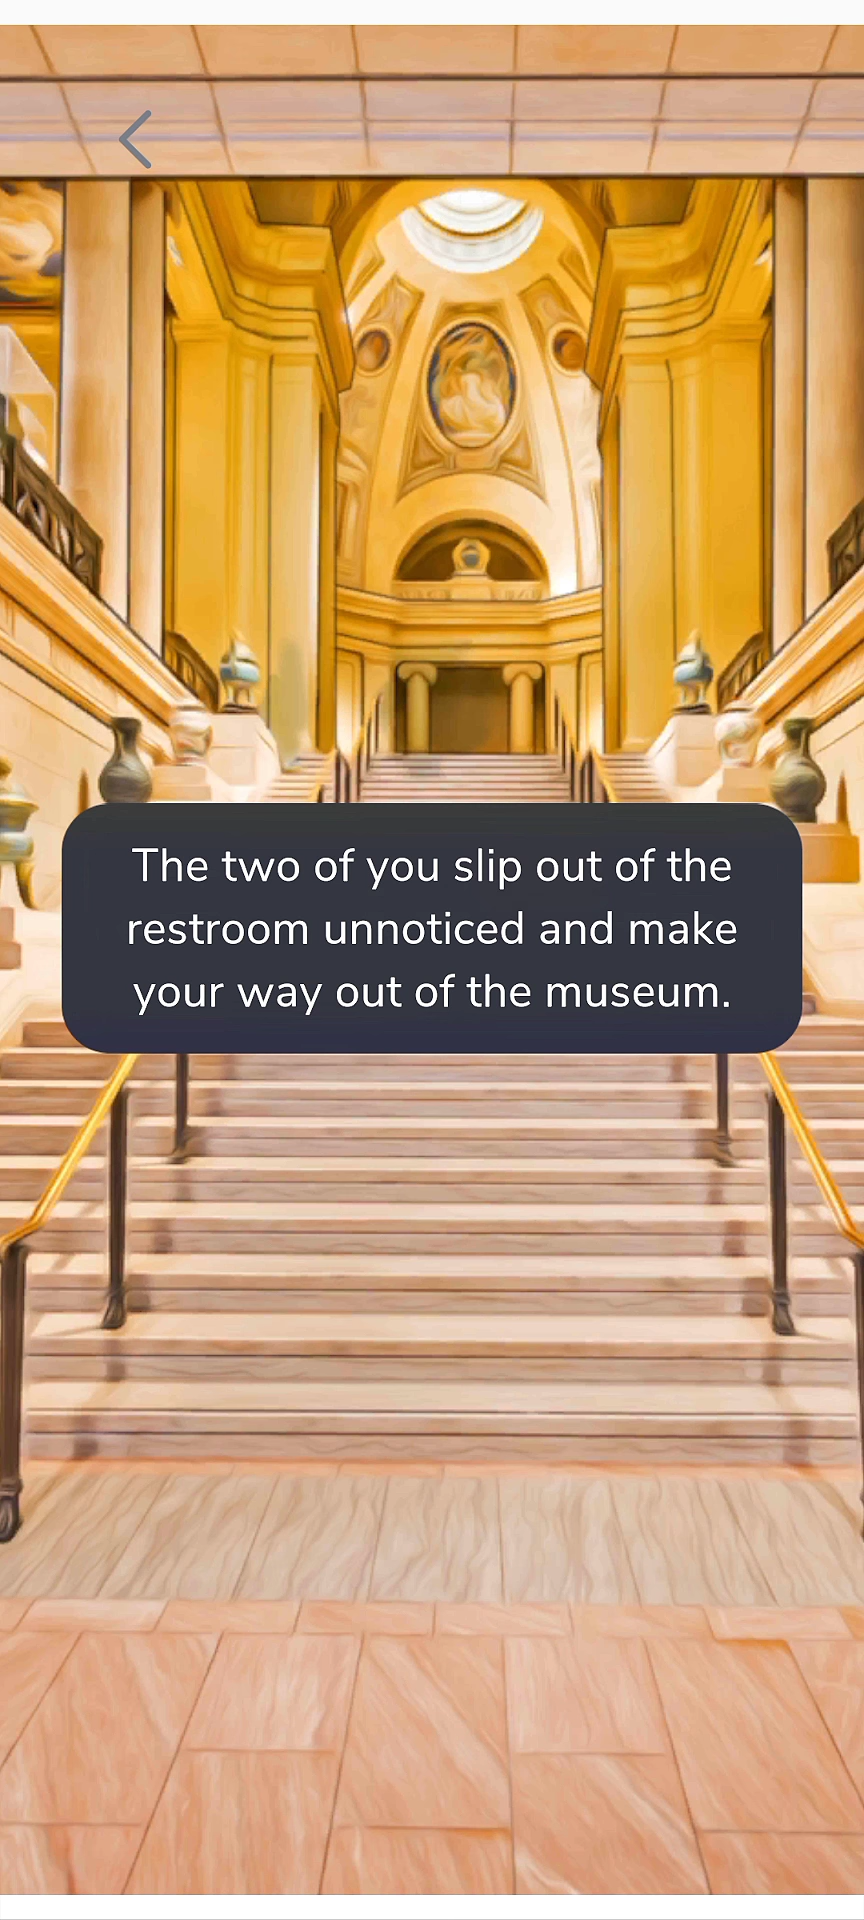 The two of you slip out of the
restroom unnoticed and make
your way out of the museum.